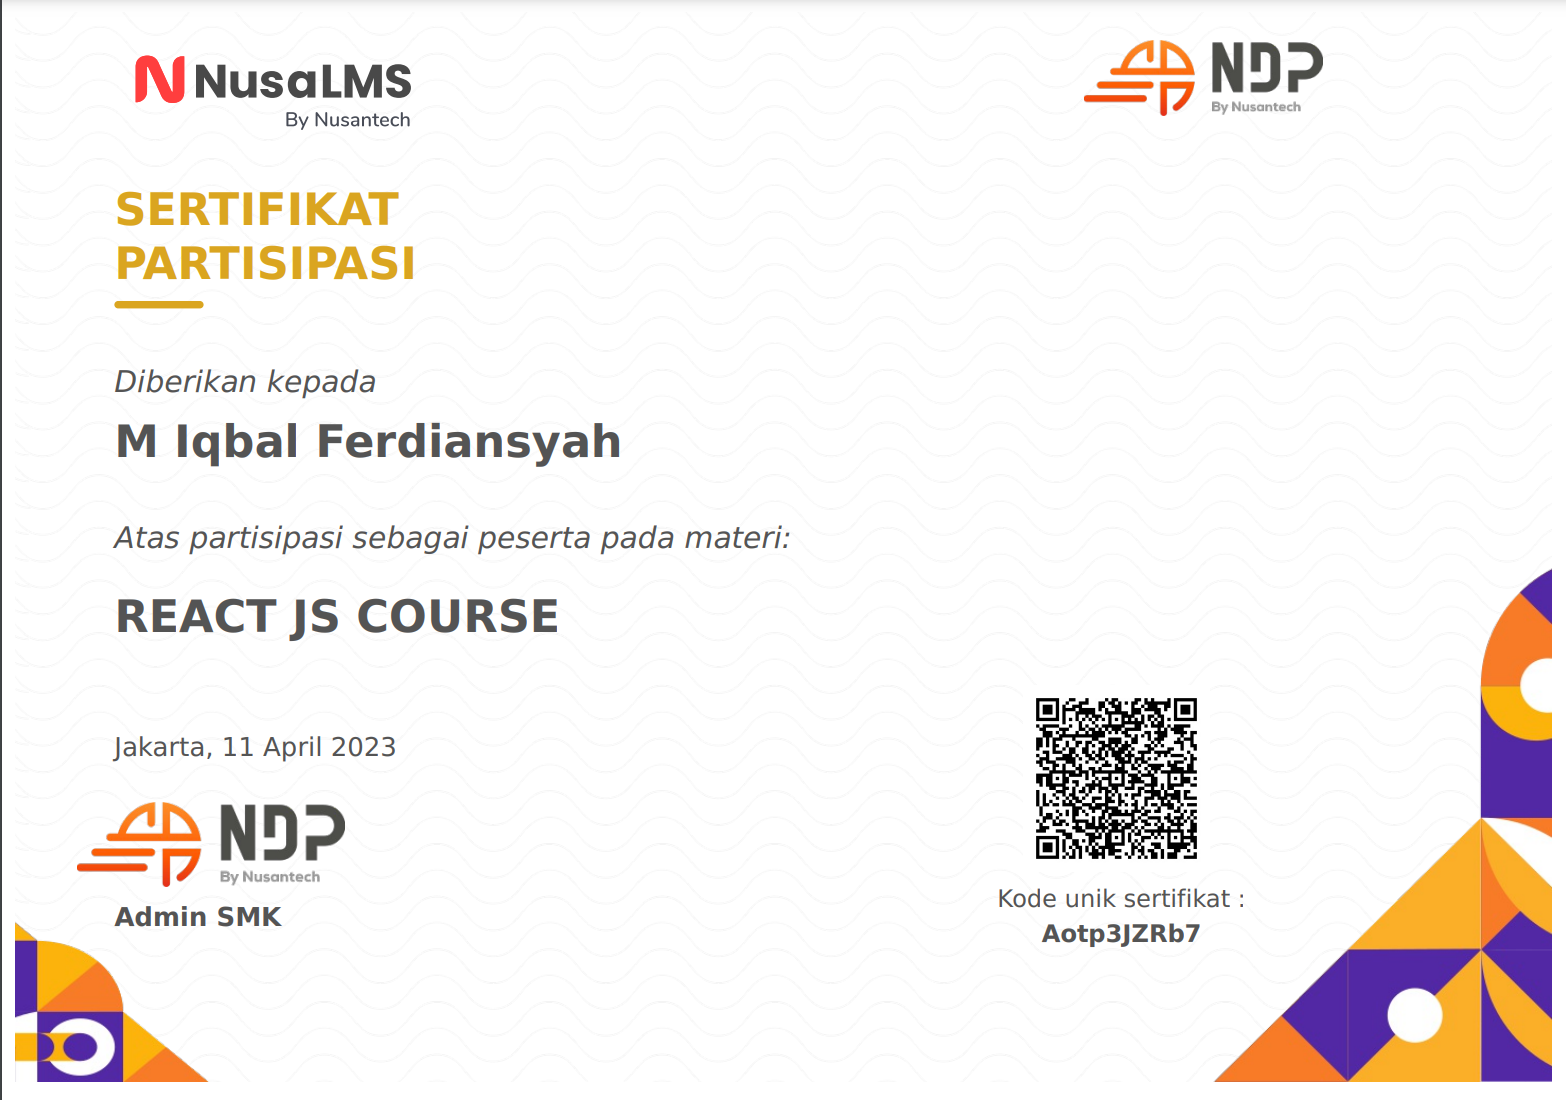 NusaLMS
By Nusantech
NDP
By Nusantech
SERTIFIKAT
PARTISIPASI
Diberikan kepada
M Iqbal Ferdiansyah
Atas partisipasi sebagai peserta pada materi:
REACT JS COURSE
Jakarta, 11 April 2023
NDP
By Nusantech
Admin SMK
Kode unik sertifikat :
Aotp3JZRb7